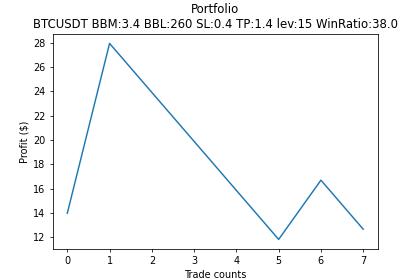 Portfolio
BTCUSDT BBM:3.4 BBL:260 SL:0.4 TP:1.4 lev:15 WinRatio:38.0
28
26
24
22
20
18
16
14
12
Profit ($)
0 1 2 3 4 5 6 7
Trade counts